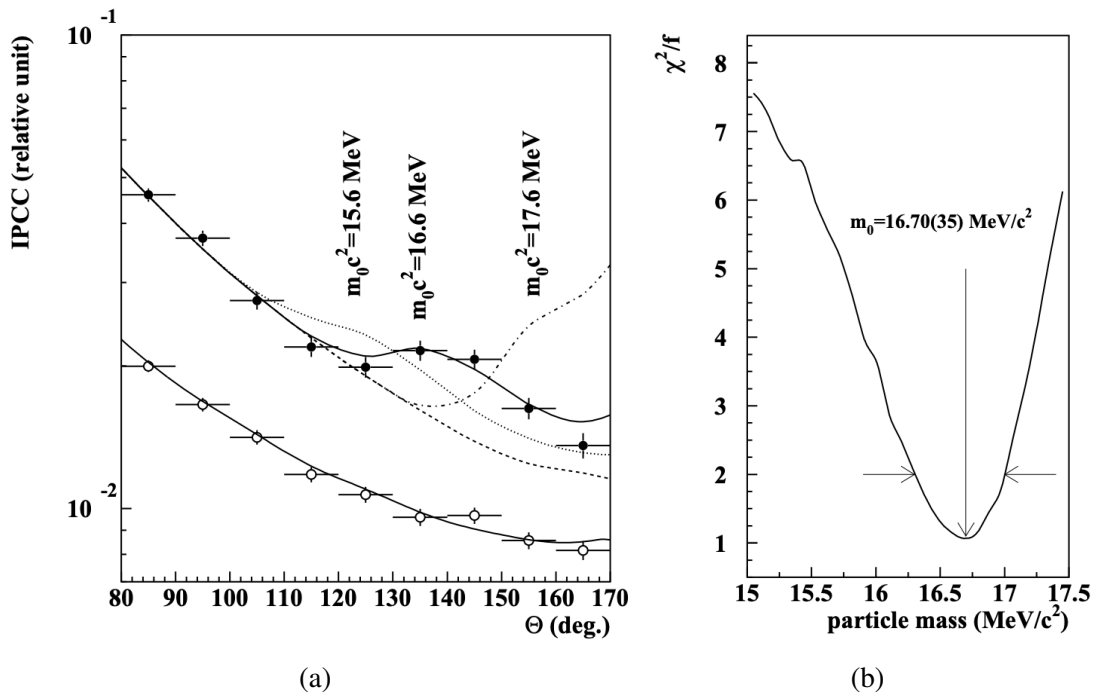 IPCC (relative unit)
10⁻¹
10⁻²
m₀c²=15.6 MeV
m₀c²=16.6 MeV
m₀c²=17.6 MeV
80 90 100 110 120 130 140 150 160 170
Θ (deg.)
(a)
χ²/f
8
7
6
5
4
3
2
1
m₀=16.70(35) MeV/c²
15 15.5 16 16.5 17 17.5
particle mass (MeV/c²)
(b)